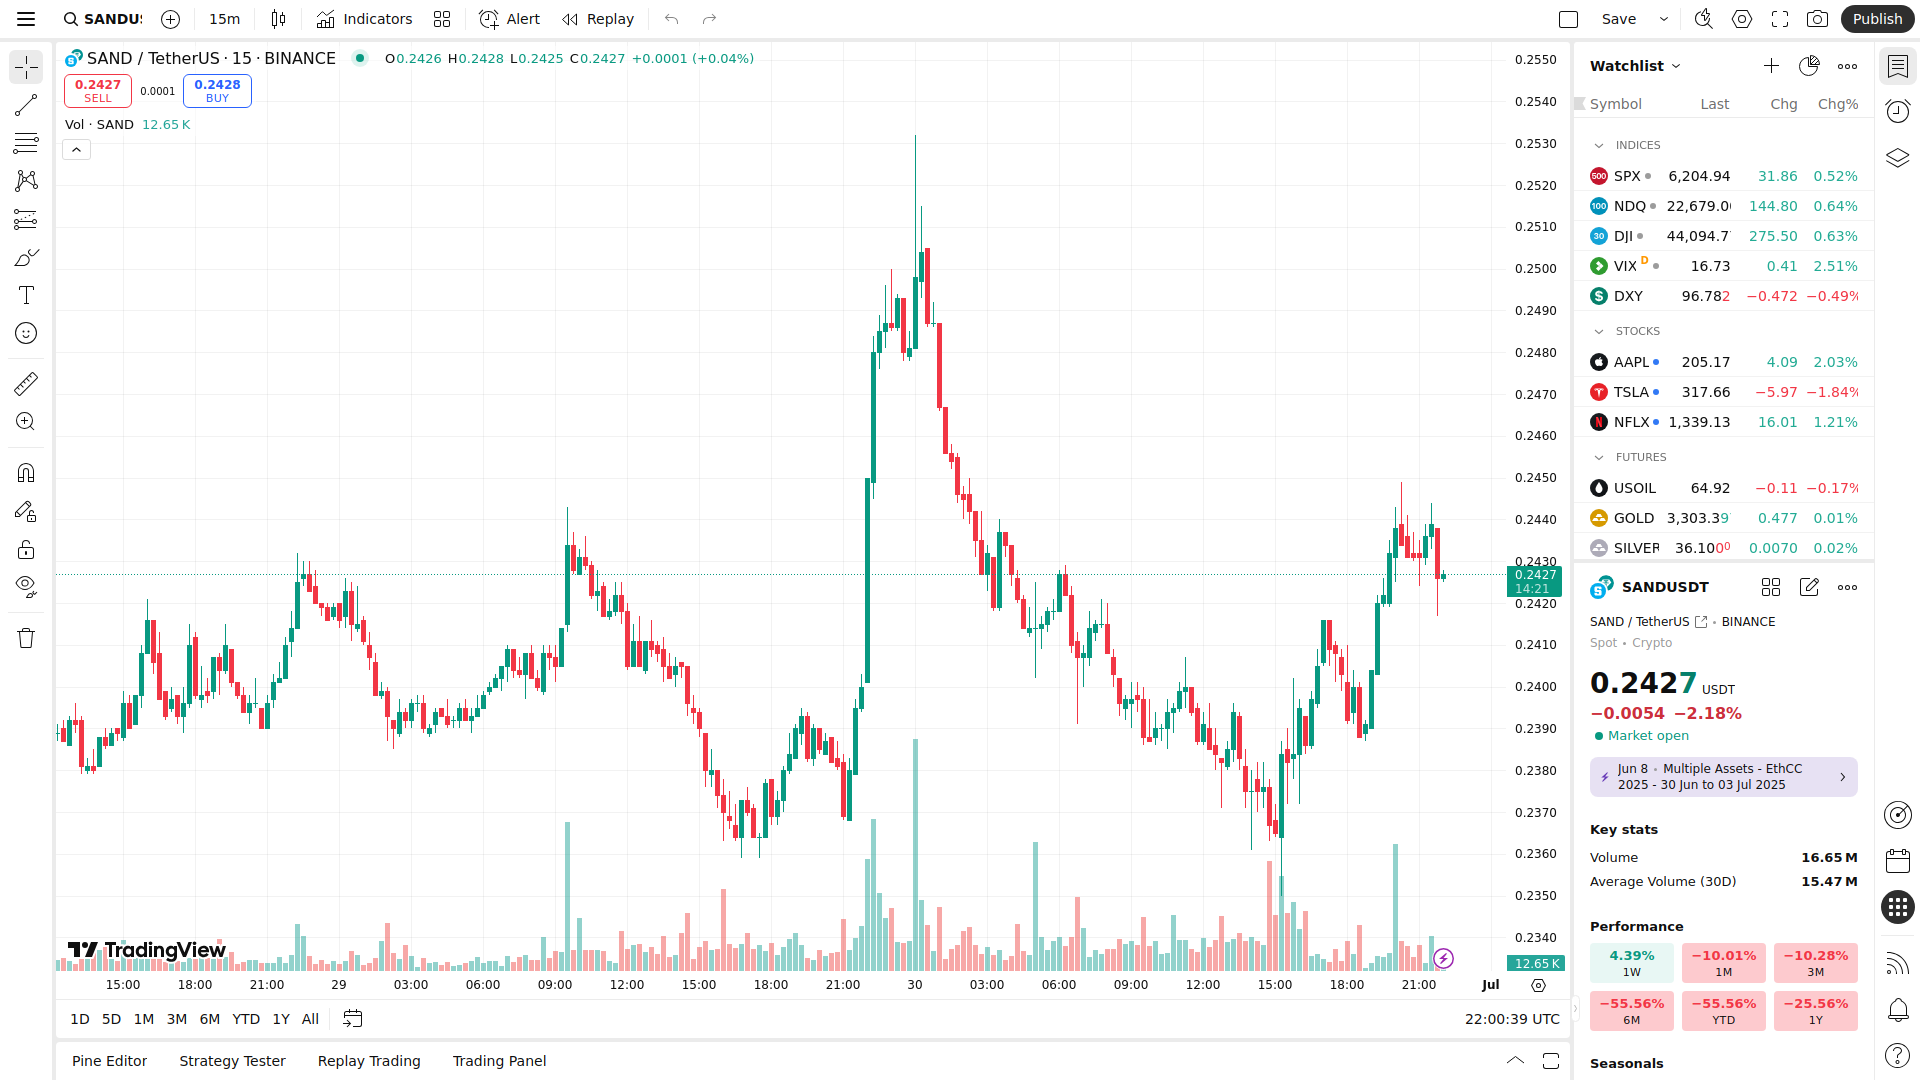 SANDUS
15m
Indicators
Alert
Replay
Save
Publish
SAND / TetherUS · 15 · BINANCE
O0.2426 H0.2428 L0.2425 C0.2427 +0.0001 (+0.04%)
0.2427
SELL
0.0001
0.2428
BUY
Vol · SAND 12.65 K
0.2550
0.2540
0.2530
0.2520
0.2510
0.2500
0.2490
0.2480
0.2470
0.2460
0.2450
0.2440
0.2430
0.2427
14:21
0.2420
0.2410
0.2400
0.2390
0.2380
0.2370
0.2360
0.2350
0.2340
12.65 K
TradingView
15:00 18:00 21:00 29 03:00 06:00 09:00 12:00 15:00 18:00 21:00 30 03:00 06:00 09:00 12:00 15:00 18:00 21:00 Jul
1D 5D 1M 3M 6M YTD 1Y All
22:00:39 UTC
Pine Editor Strategy Tester Replay Trading Trading Panel
Watchlist
Symbol Last Chg Chg%
INDICES
500 SPX 6,204.94 31.86 0.52%
100 NDQ 22,679.0 144.80 0.64%
30 DJI 44,094.7 275.50 0.63%
VIX D 16.73 0.41 2.51%
DXY 96.782 −0.472 −0.49%
STOCKS
AAPL 205.17 4.09 2.03%
TSLA 317.66 −5.97 −1.84%
NFLX 1,339.13 16.01 1.21%
FUTURES
USOIL 64.92 −0.11 −0.17%
GOLD 3,303.39 0.477 0.01%
SILVER 36.1000 0.0070 0.02%
SANDUSDT
SAND / TetherUS • BINANCE
Spot • Crypto
0.2427 USDT
−0.0054 −2.18%
Market open
Jun 8 • Multiple Assets - EthCC
2025 - 30 Jun to 03 Jul 2025
Key stats
Volume 16.65 M
Average Volume (30D) 15.47 M
Performance
4.39% −10.01% −10.28%
1W 1M 3M
−55.56% −55.56% −25.56%
6M YTD 1Y
Seasonals